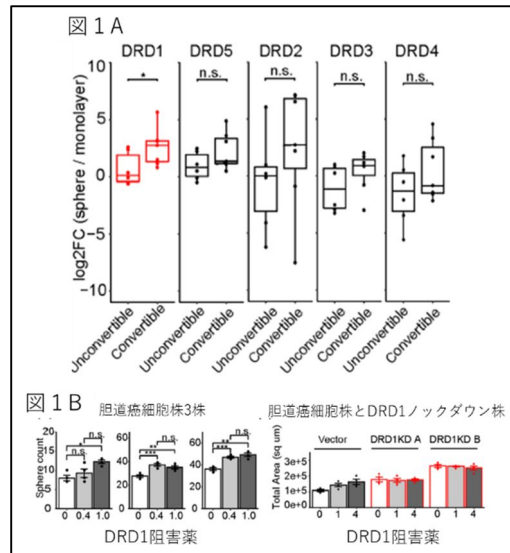 図1A
DRD1 DRD5 DRD2 DRD3 DRD4
* n.s. n.s. n.s. n.s.
log2FC (sphere / monolayer)
10
5
0
-5
-10
Unconvertible Convertible Unconvertible Convertible Unconvertible Convertible Unconvertible Convertible Unconvertible Convertible
図1B
胆道癌細胞株3株
胆道癌細胞株とDRD1ノックダウン株
Sphere count
20
15
10
5
0
n.s.
*
n.s.
0 0.4 1.0
60
40
20
0
n.s.
**
***
0 0.4 1.0
60
40
20
0
n.s.
**
***
0 0.4 1.0
DRD1阻害薬
Vector DRD1KD A DRD1KD B
Total Area (sq um)
3e+5
2e+5
1e+5
0
0 1 4 0 1 4 0 1 4
DRD1阻害薬